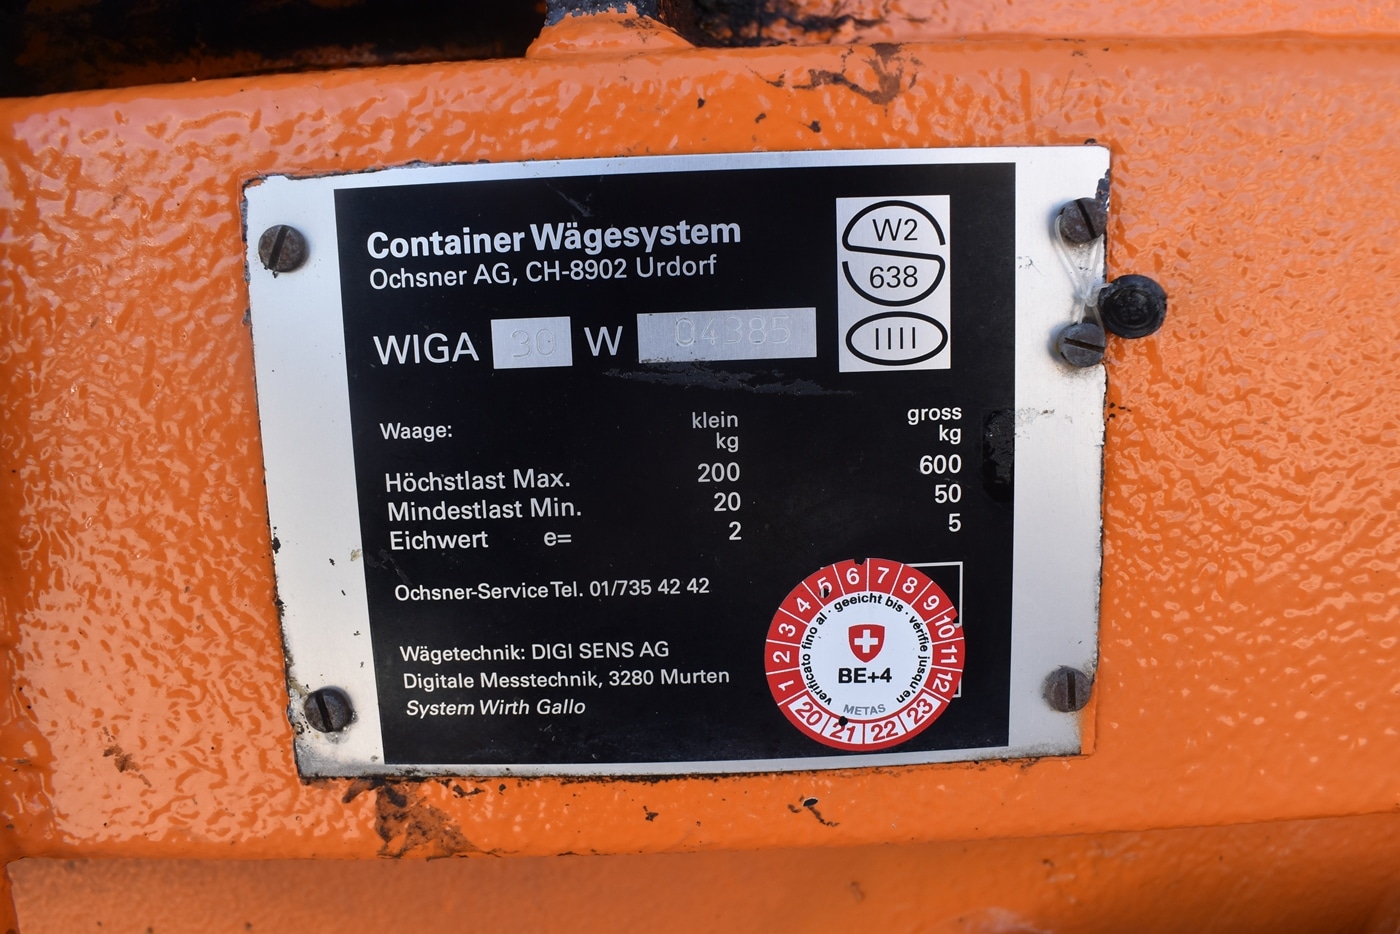 Container Wägesystem
Ochsner AG, CH-8902 Urdorf
W2
638
IIII
WIGA 30 W 04385
Waage: klein gross
kg kg
Höchstlast Max. 200 600
Mindestlast Min. 20 50
Eichwert e= 2 5
Ochsner-Service Tel. 01/735 42 42
Wägetechnik: DIGI SENS AG
Digitale Messtechnik, 3280 Murten
System Wirth Gallo
1 2 3 4 5 6 7 8 9 10 11 12
verificato fino al · geeicht bis · vérifié jusqu'en
BE+4
METAS
20 21 22 23